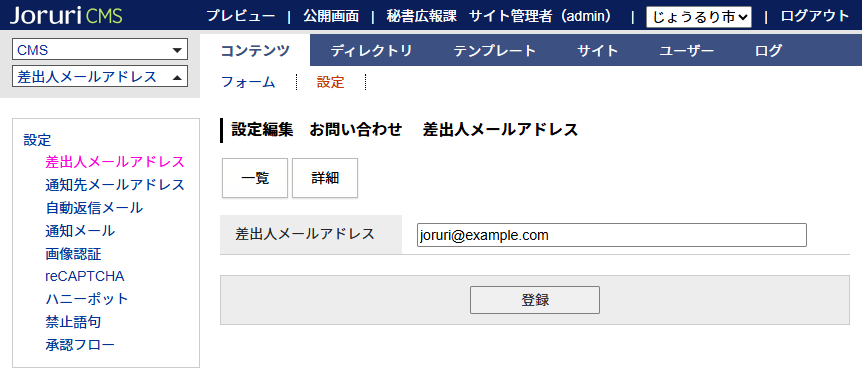 Joruri CMS プレビュー | 公開画面 | 秘書広報課 サイト管理者（admin） | じょうるり市 | ログアウト
CMS
コンテンツ ディレクトリ テンプレート サイト ユーザー ログ
差出人メールアドレス
フォーム 設定
設定編集 お問い合わせ 差出人メールアドレス
一覧 詳細
差出人メールアドレス joruri@example.com
登録
設定
差出人メールアドレス
通知先メールアドレス
自動返信メール
通知メール
画像認証
reCAPTCHA
ハニーポット
禁止語句
承認フロー